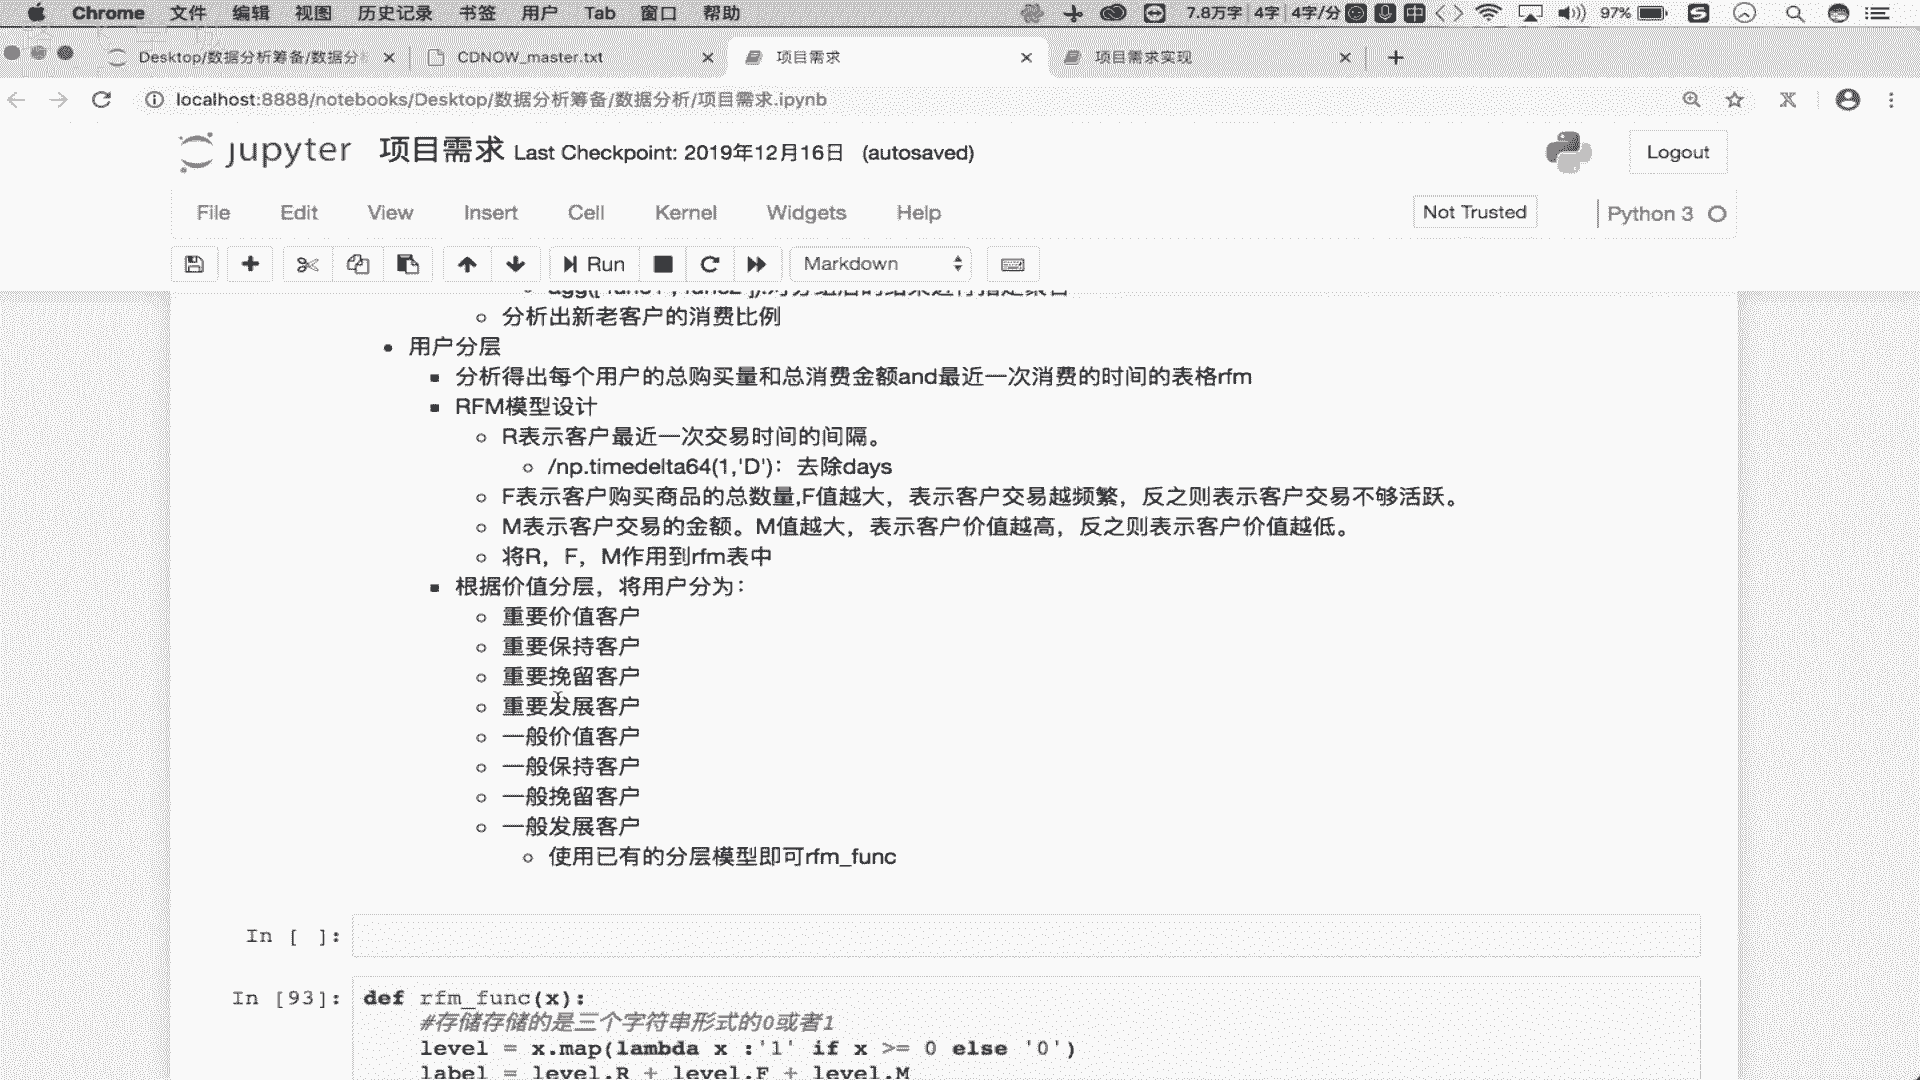 Chrome 文件 编辑 视图 历史记录 书签 用户 Tab 窗口 帮助 7.8万字 4字 4字/分 中 97% S
Desktop/数据分析筹备/数据分 CDNOW_master.txt 项目需求 项目需求实现
localhost:8888/notebooks/Desktop/数据分析筹备/数据分析/项目需求.ipynb
jupyter 项目需求 Last Checkpoint: 2019年12月16日 (autosaved) Logout
File Edit View Insert Cell Kernel Widgets Help Not Trusted Python 3
Run Markdown
分析出新老客户的消费比例
用户分层
分析得出每个用户的总购买量和总消费金额and最近一次消费的时间的表格rfm
RFM模型设计
R表示客户最近一次交易时间的间隔。
/np.timedelta64(1,'D')：去除days
F表示客户购买商品的总数量,F值越大，表示客户交易越频繁，反之则表示客户交易不够活跃。
M表示客户交易的金额。M值越大，表示客户价值越高，反之则表示客户价值越低。
将R，F，M作用到rfm表中
根据价值分层，将用户分为：
重要价值客户
重要保持客户
重要挽留客户
重要发展客户
一般价值客户
一般保持客户
一般挽留客户
一般发展客户
使用已有的分层模型即可rfm_func
In [ ]:
In [93]: def rfm_func(x):
#存储存储的是三个字符串形式的0或者1
level = x.map(lambda x :'1' if x >= 0 else '0')
label = level.R + level.F + level.M